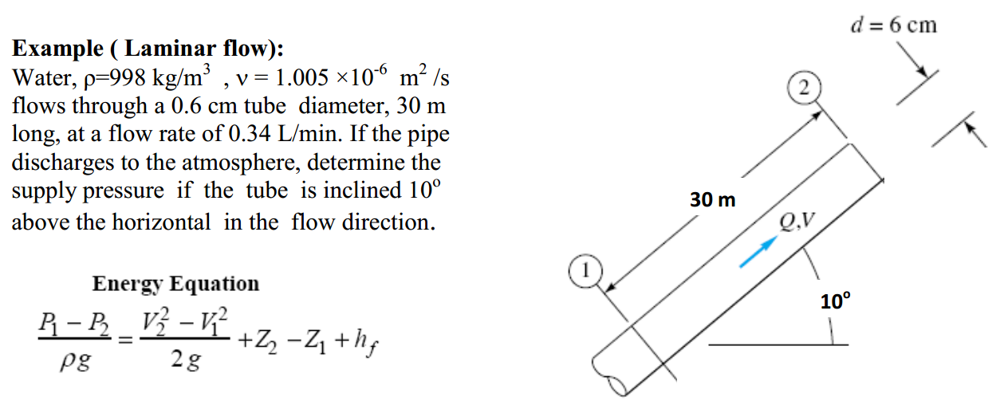 Example ( Laminar flow):
Water, ρ=998 kg/m³ , ν = 1.005 ×10⁻⁶ m² /s
flows through a 0.6 cm tube diameter, 30 m
long, at a flow rate of 0.34 L/min. If the pipe
discharges to the atmosphere, determine the
supply pressure if the tube is inclined 10º
above the horizontal in the flow direction.
Energy Equation
(P₁ – P₂)/ρg = (V₂² – V₁²)/2g + Z₂ – Z₁ + h_f
d = 6 cm
2
30 m
Q,V
1
10º